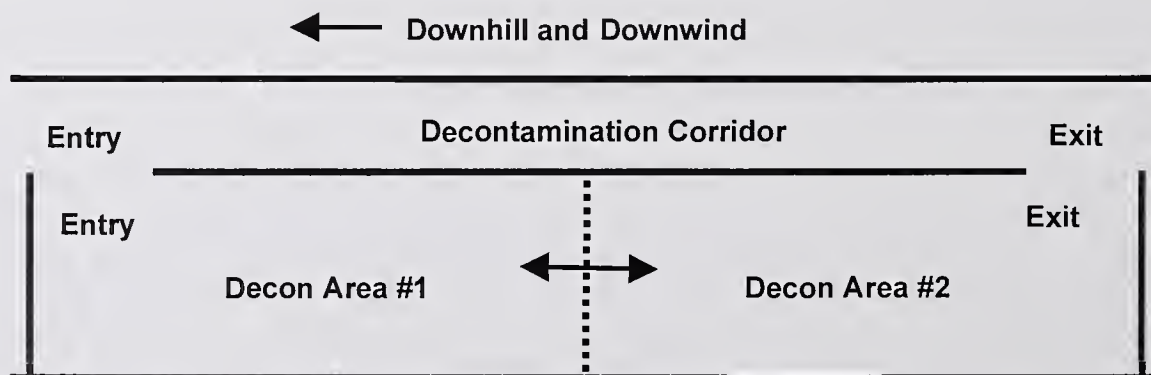 Downhill and Downwind
Entry Decontamination Corridor Exit
Entry Exit
Decon Area #1 Decon Area #2